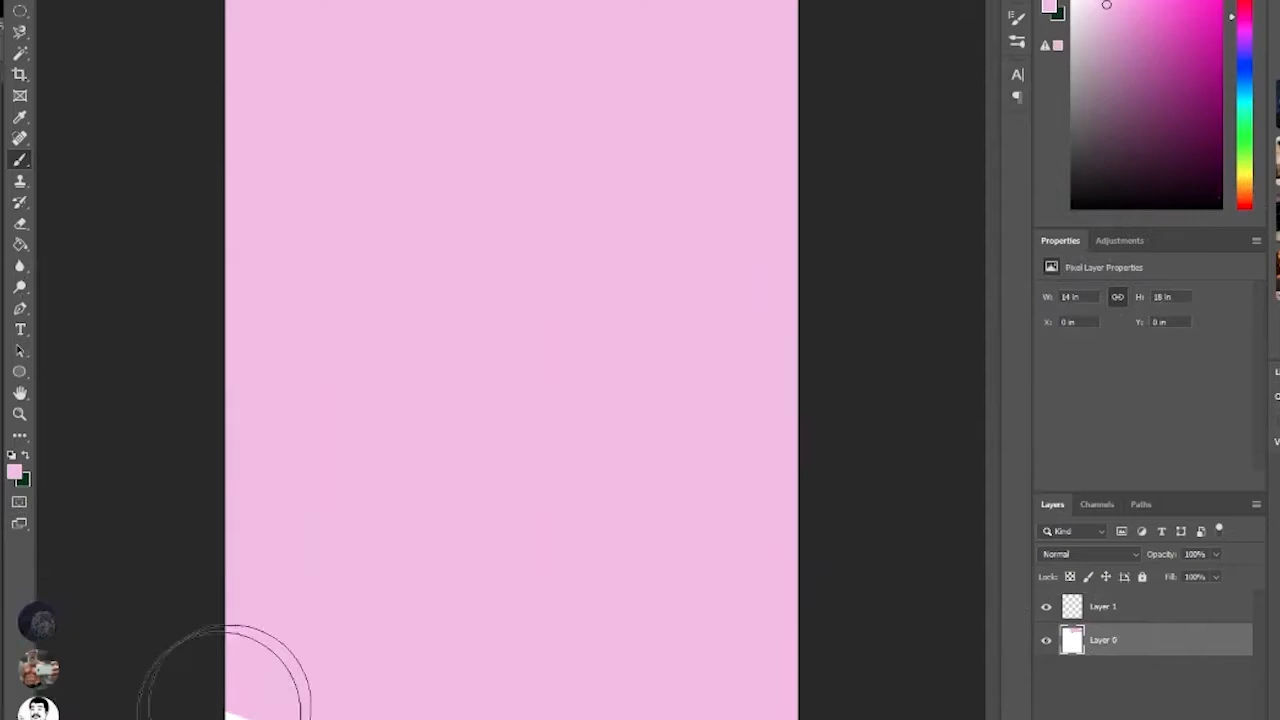 A|
Properties
Adjustments
Pixel Layer Properties
W: 14 in
H: 18 in
X: 0 in
Y: 0 in
Layers
Channels
Paths
Kind
Normal
Opacity: 100%
Lock:
Fill: 100%
Layer 1
Layer 0
T